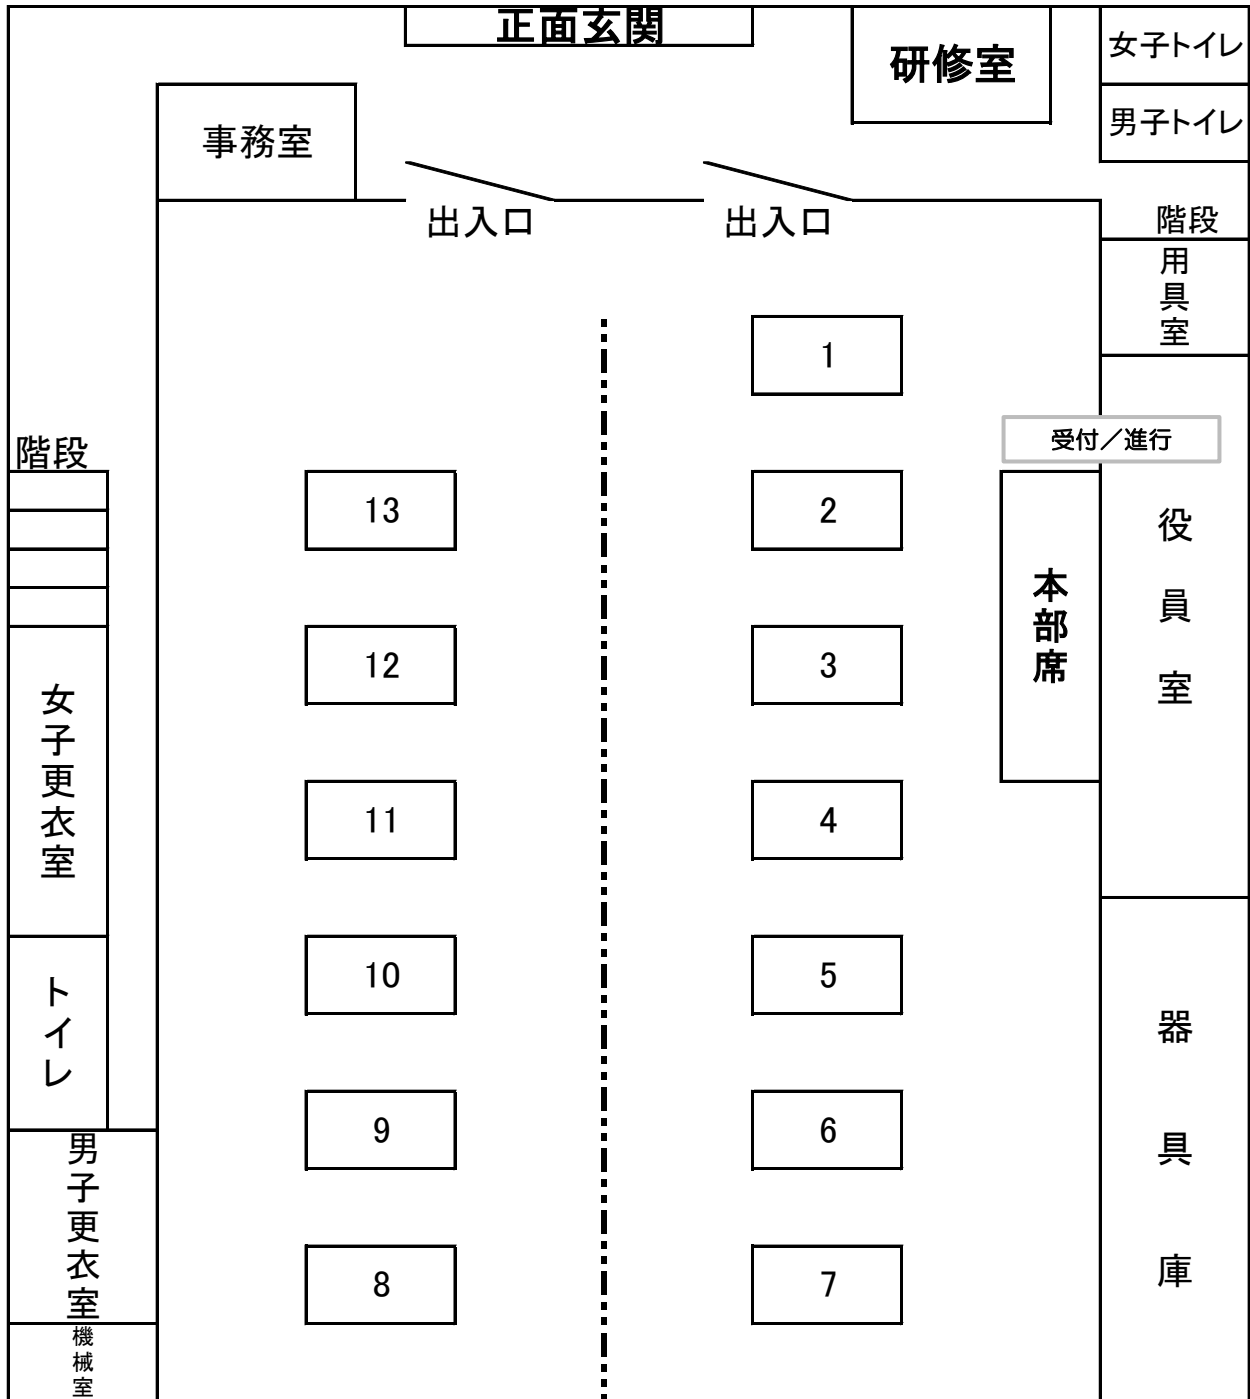 正面玄関
研修室
女子トイレ
男子トイレ
事務室
出入口
出入口
階段
用具室
1
受付／進行
階段
13
2
役員室
本部席
12
3
女子更衣室
11
4
トイレ
10
5
器具庫
9
6
男子更衣室
8
7
機械室